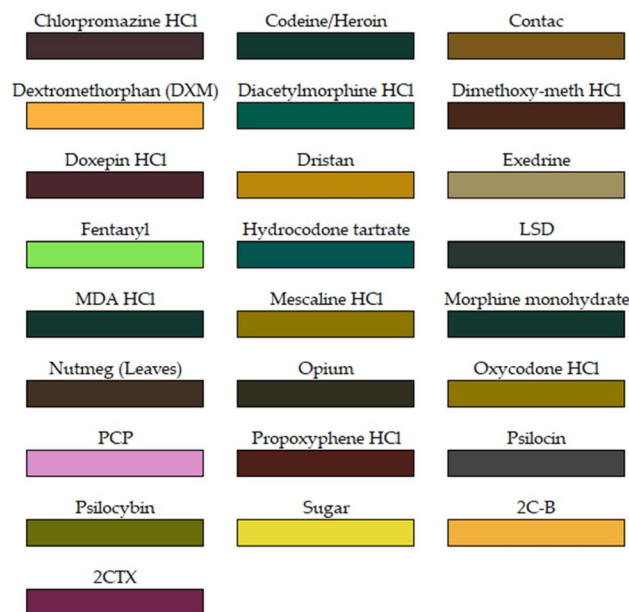 Chlorpromazine HCl Codeine/Heroin Contac
Dextromethorphan (DXM) Diacetylmorphine HCl Dimethoxy-meth HCl
Doxepin HCl Dristan Exedrine
Fentanyl Hydrocodone tartrate LSD
MDA HCl Mescaline HCl Morphine monohydrate
Nutmeg (Leaves) Opium Oxycodone HCl
PCP Propoxyphene HCl Psilocin
Psilocybin Sugar 2C-B
2CTX